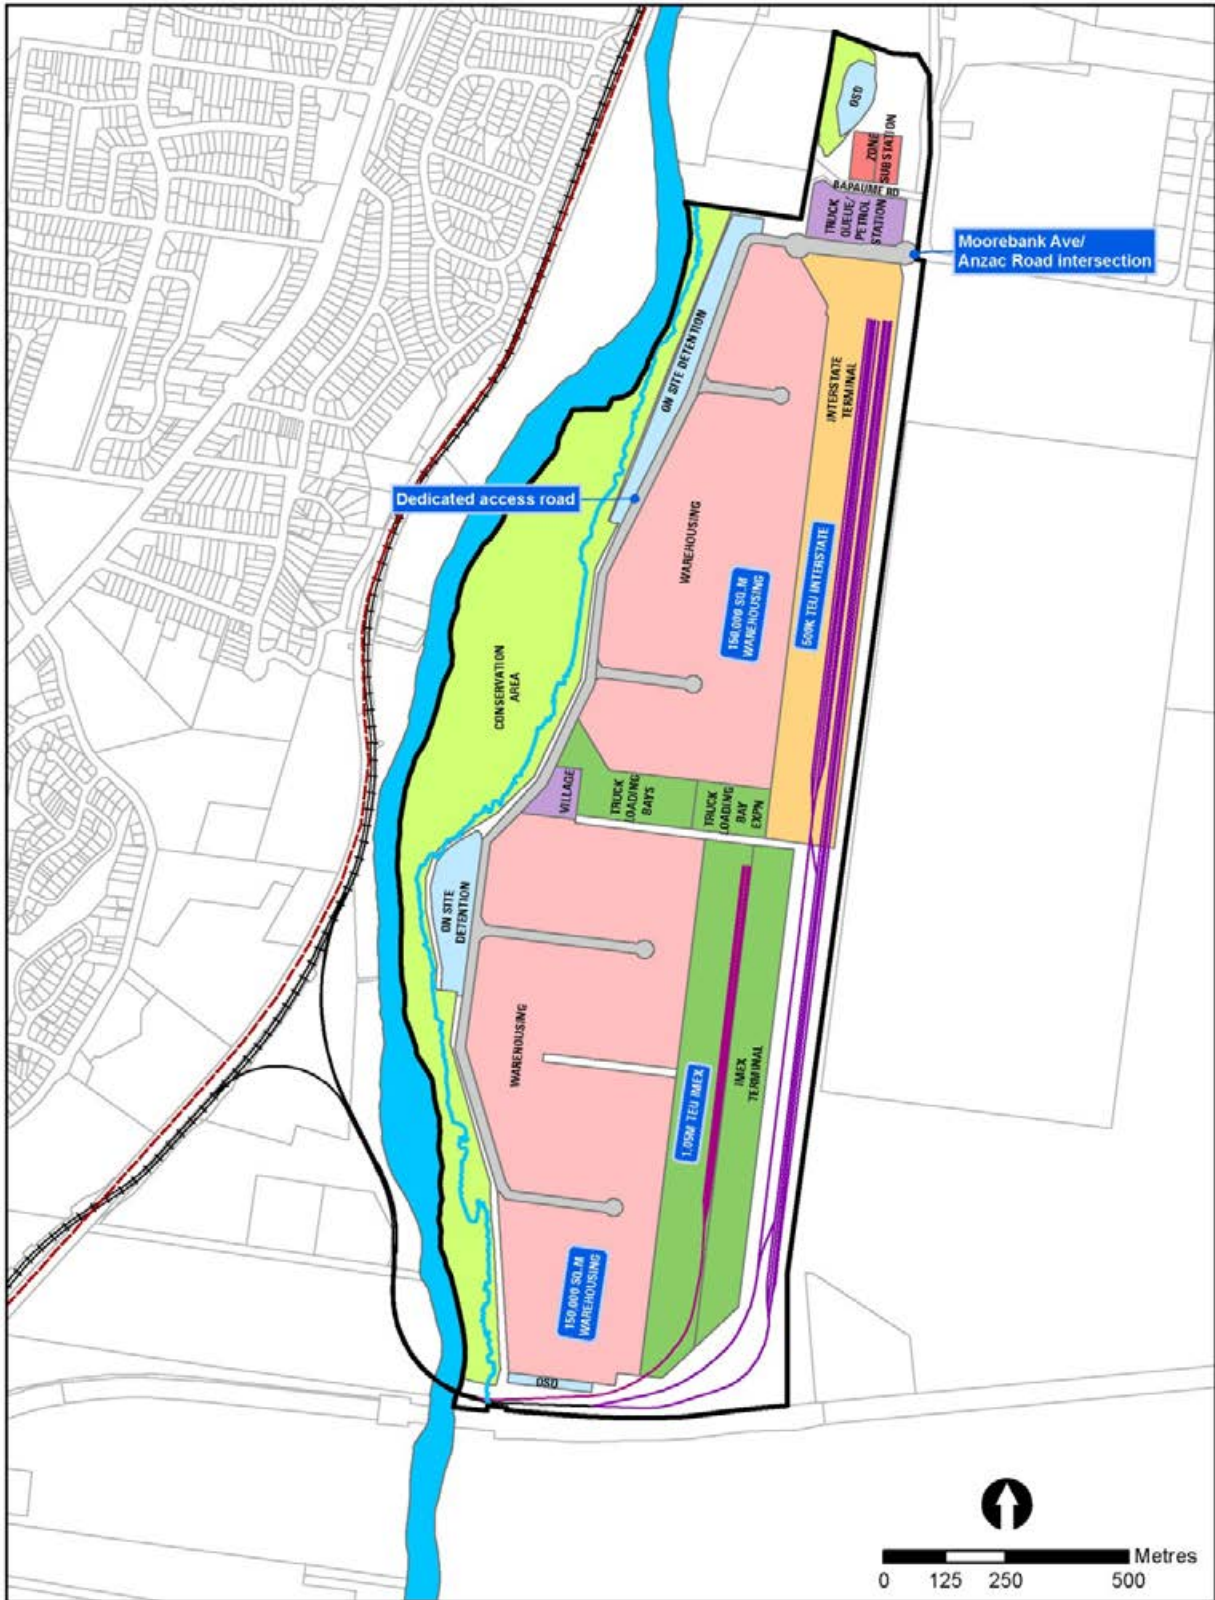 OSD
ZONE
SUBSTATION
BAPAUME RD
TRUCK
QUEUE/
PETROL
STATION
Moorebank Ave/
Anzac Road intersection
ON SITE DETENTION
INTERSTATE
TERMINAL
Dedicated access road
WAREHOUSING
150,000 SQ.M
WAREHOUSING
500K TEU INTERSTATE
CONSERVATION
AREA
VILLAGE
TRUCK
LOADING
BAYS
TRUCK
LOADING
BAY
EXPN
ON SITE
DETENTION
WAREHOUSING
1.05M TEU IMEX
IMEX
TERMINAL
150,000 SQ.M
WAREHOUSING
OSD
Metres
0 125 250 500